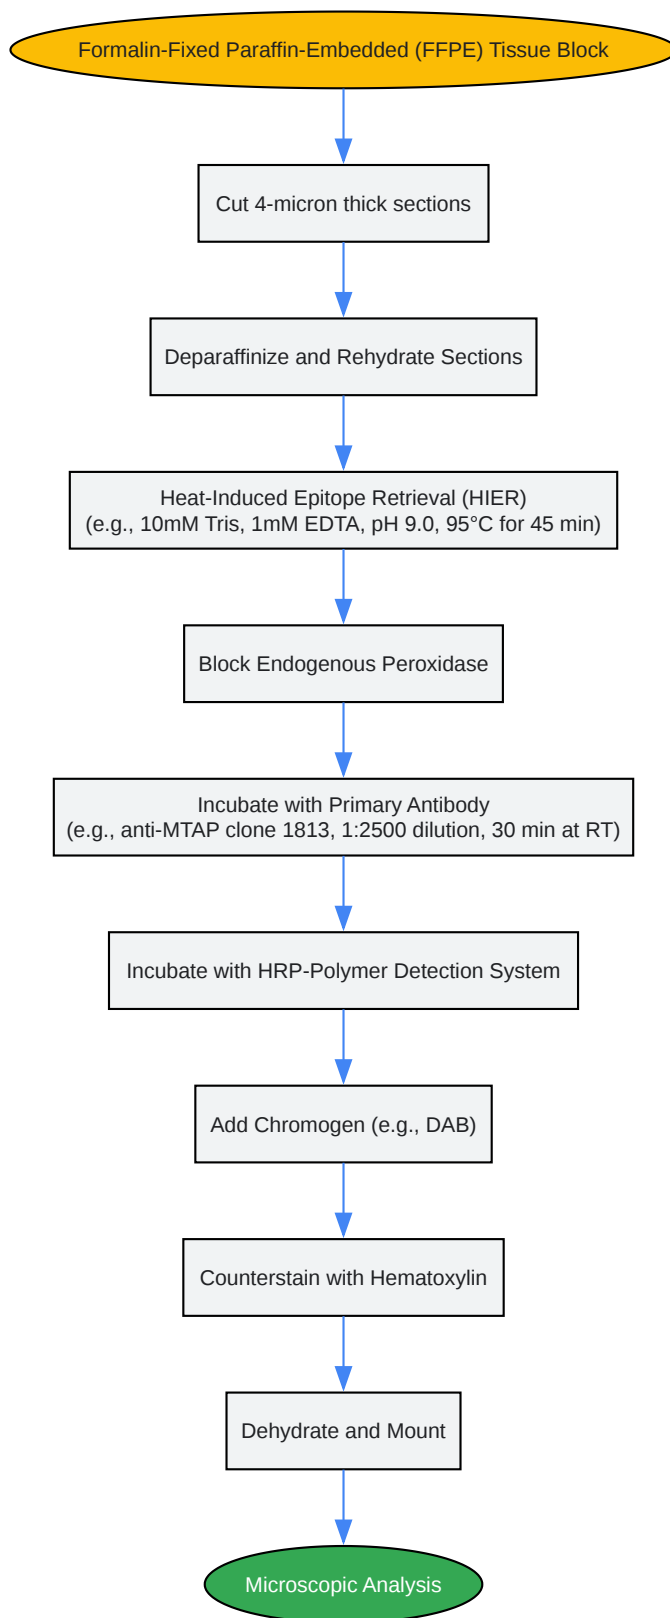 Formalin-Fixed Paraffin-Embedded (FFPE) Tissue Block
Cut 4-micron thick sections
Deparaffinize and Rehydrate Sections
Heat-Induced Epitope Retrieval (HIER)
(e.g., 10mM Tris, 1mM EDTA, pH 9.0, 95°C for 45 min)
Block Endogenous Peroxidase
Incubate with Primary Antibody
(e.g., anti-MTAP clone 1813, 1:2500 dilution, 30 min at RT)
Incubate with HRP-Polymer Detection System
Add Chromogen (e.g., DAB)
Counterstain with Hematoxylin
Dehydrate and Mount
Microscopic Analysis